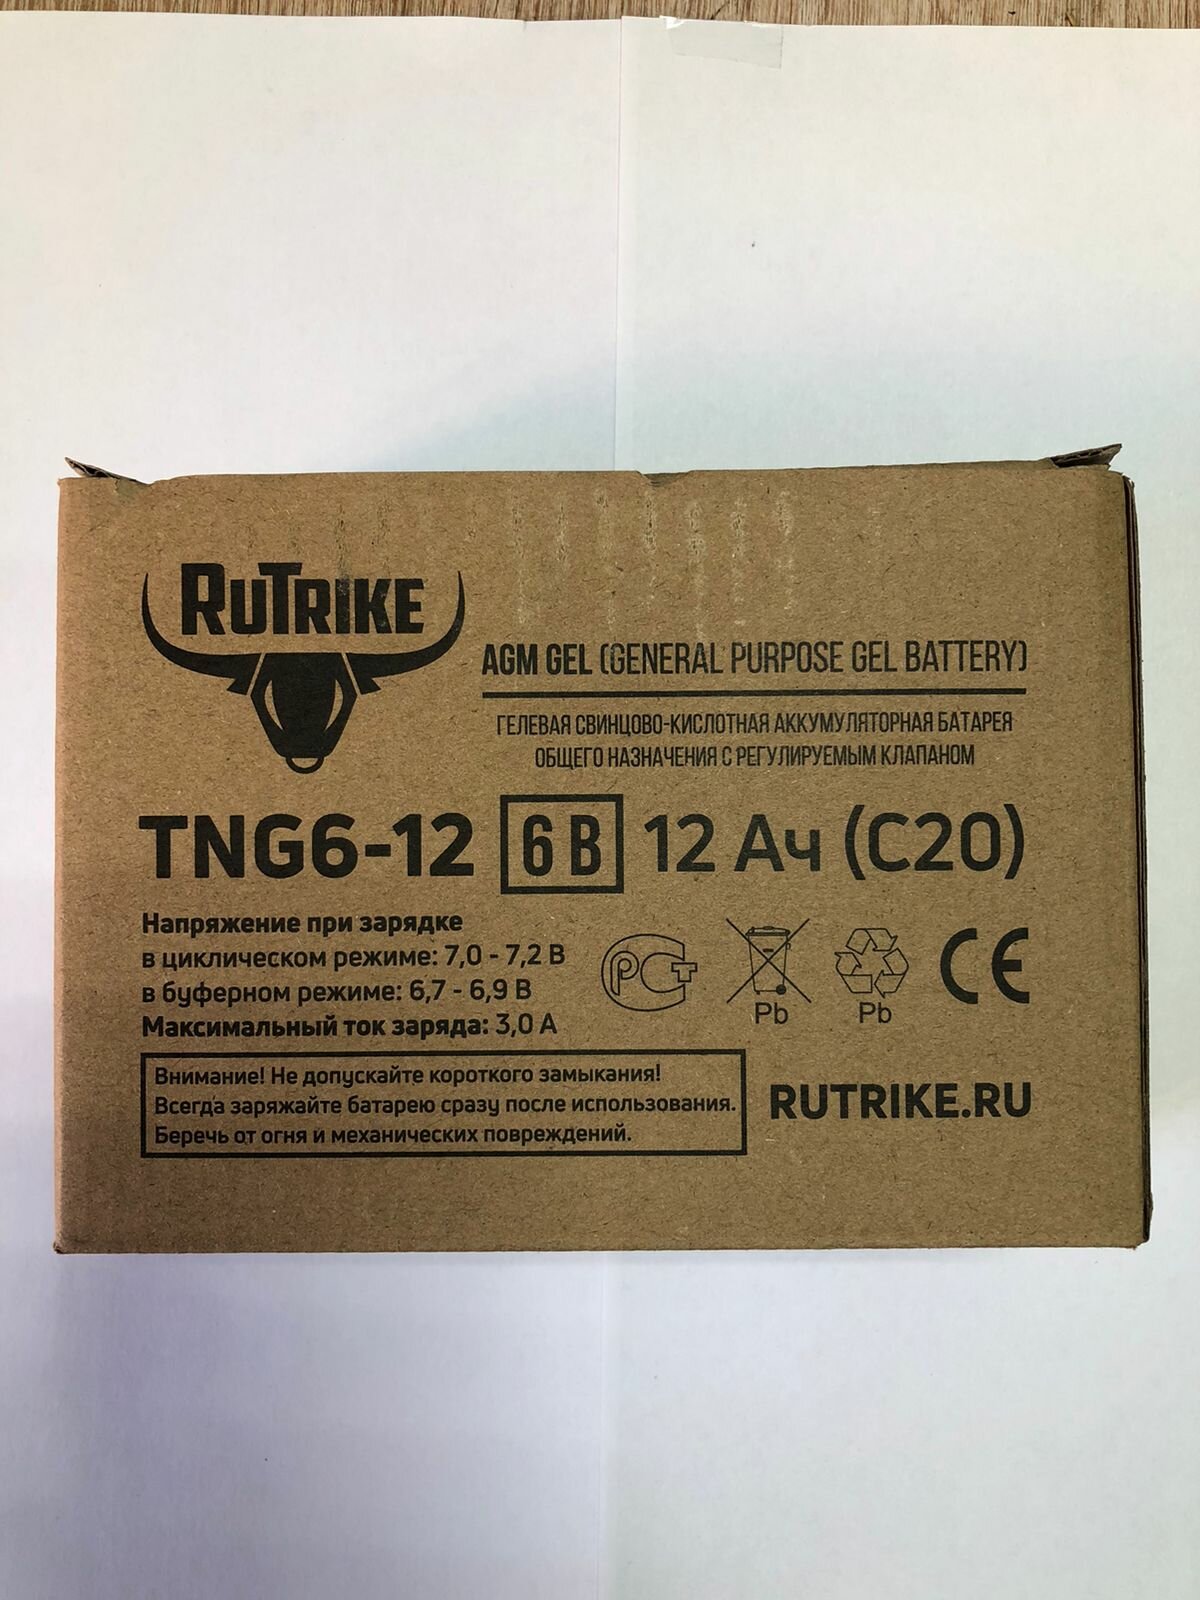 RUTRIKE
AGM GEL (GENERAL PURPOSE GEL BATTERY)
ГЕЛЕВАЯ СВИНЦОВО-КИСЛОТНАЯ АККУМУЛЯТОРНАЯ БАТАРЕЯ
ОБЩЕГО НАЗНАЧЕНИЯ С РЕГУЛИРУЕМЫМ КЛАПАНОМ
TNG6-12 6 В 12 Ач (C20)
Напряжение при зарядке
в циклическом режиме: 7,0 - 7,2 В
в буферном режиме: 6,7 - 6,9 В
Максимальный ток заряда: 3,0 А
РСТ
Pb
Pb
CE
Внимание! Не допускайте короткого замыкания!
Всегда заряжайте батарею сразу после использования.
Беречь от огня и механических повреждений.
RUTRIKE.RU